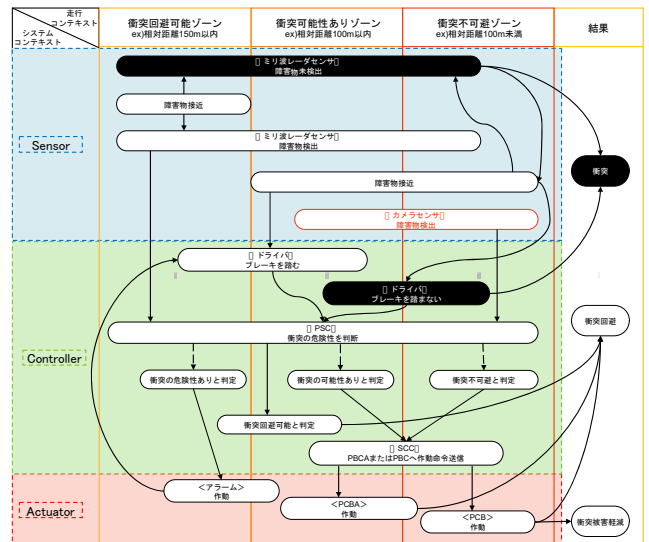 走行
コンテキスト
システム
コンテキスト
衝突回避可能ゾーン
ex)相対距離150m以内
衝突可能性ありゾーン
ex)相対距離100m以内
衝突不可避ゾーン
ex)相対距離100m未満
結果
ミリ波レーダセンサ
障害物未検出
障害物接近
ミリ波レーダセンサ
障害物検出
Sensor
衝突
障害物接近
カメラセンサ
障害物検出
ドライバ
ブレーキを踏む
ドライバ
ブレーキを踏まない
PSC
衝突の危険性を判断
衝突回避
Controller
衝突の危険性ありと判定
衝突の可能性ありと判定
衝突不可避と判定
衝突回避可能と判定
SCC
PBCAまたはPBCへ作動命令送信
<アラーム>
作動
Actuator
<PCBA>
作動
<PCB>
作動
衝突被害軽減